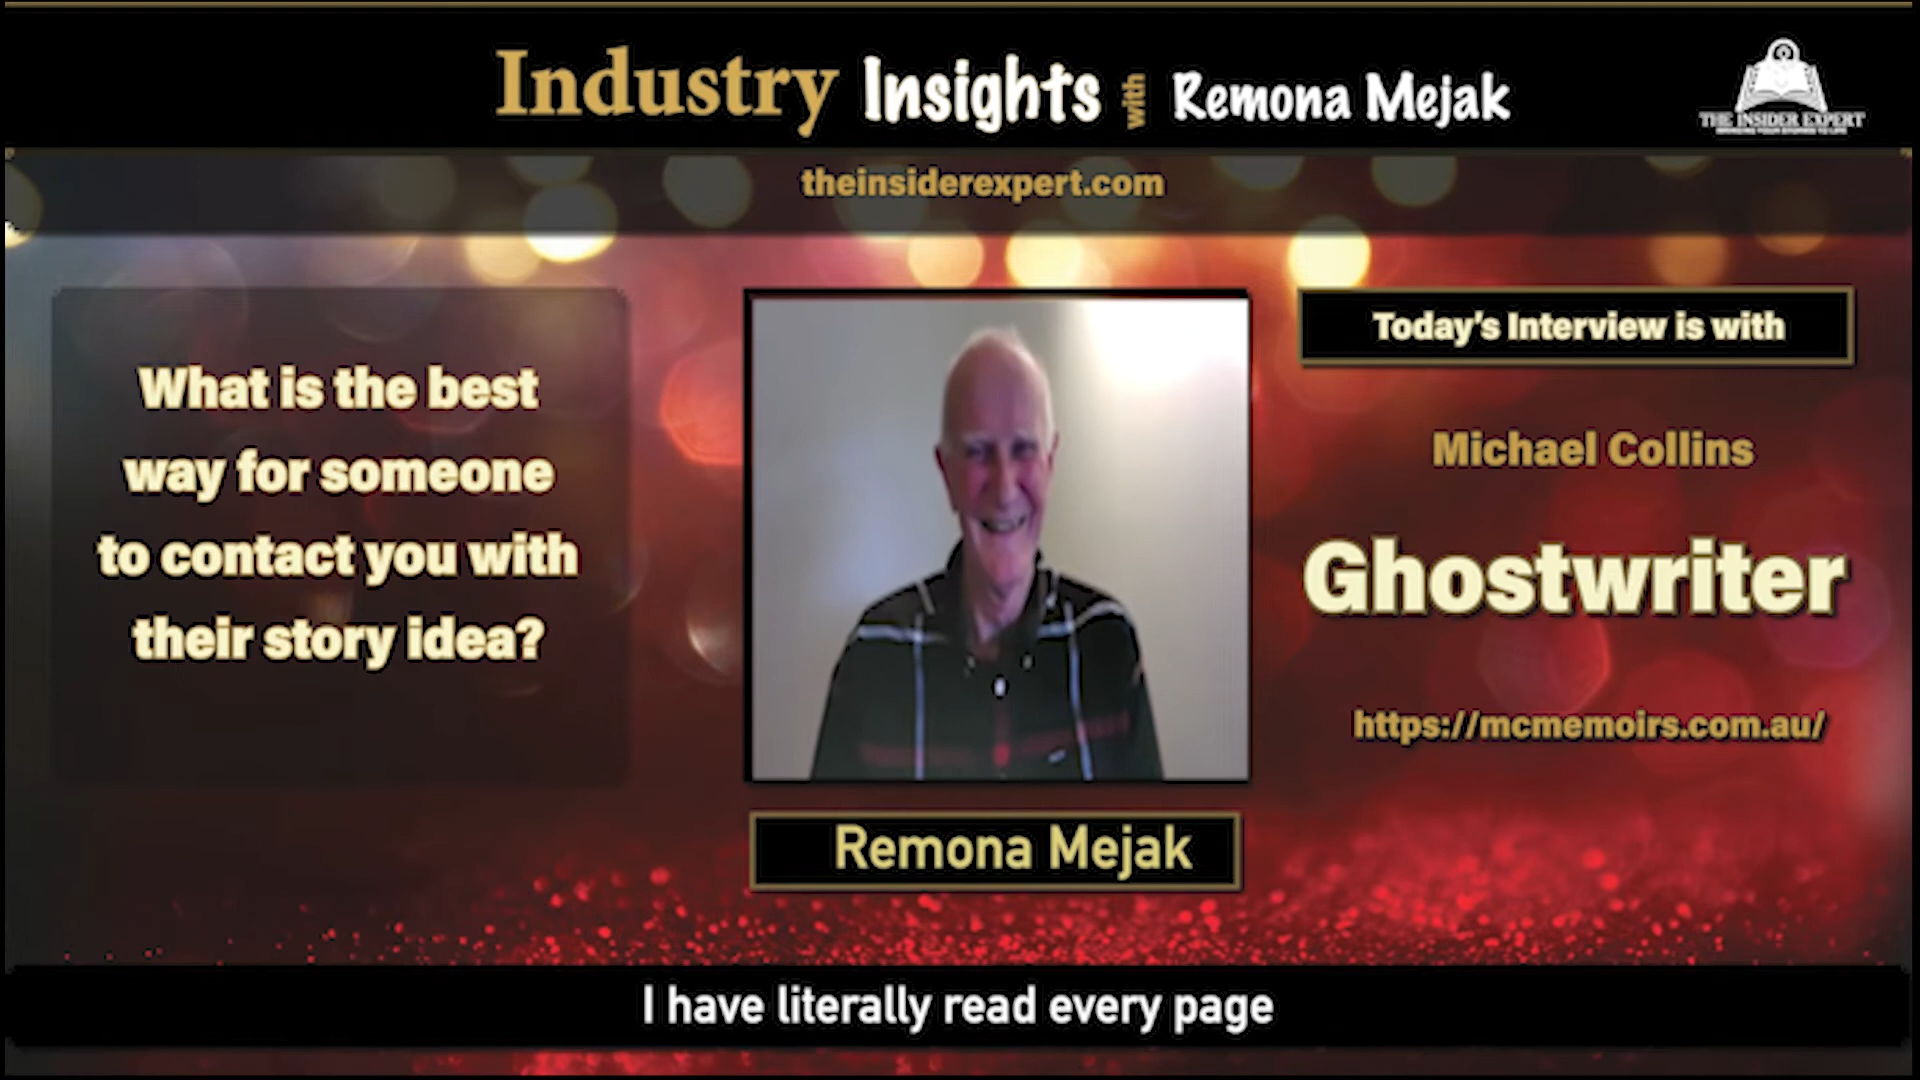 Industry Insights with Remona Mejak
THE INSIDER EXPERT
theinsiderexpert.com
What is the best
way for someone
to contact you with
their story idea?
Today's Interview is with
Michael Collins
Ghostwriter
https://mcmemoirs.com.au/
Remona Mejak
I have literally read every page